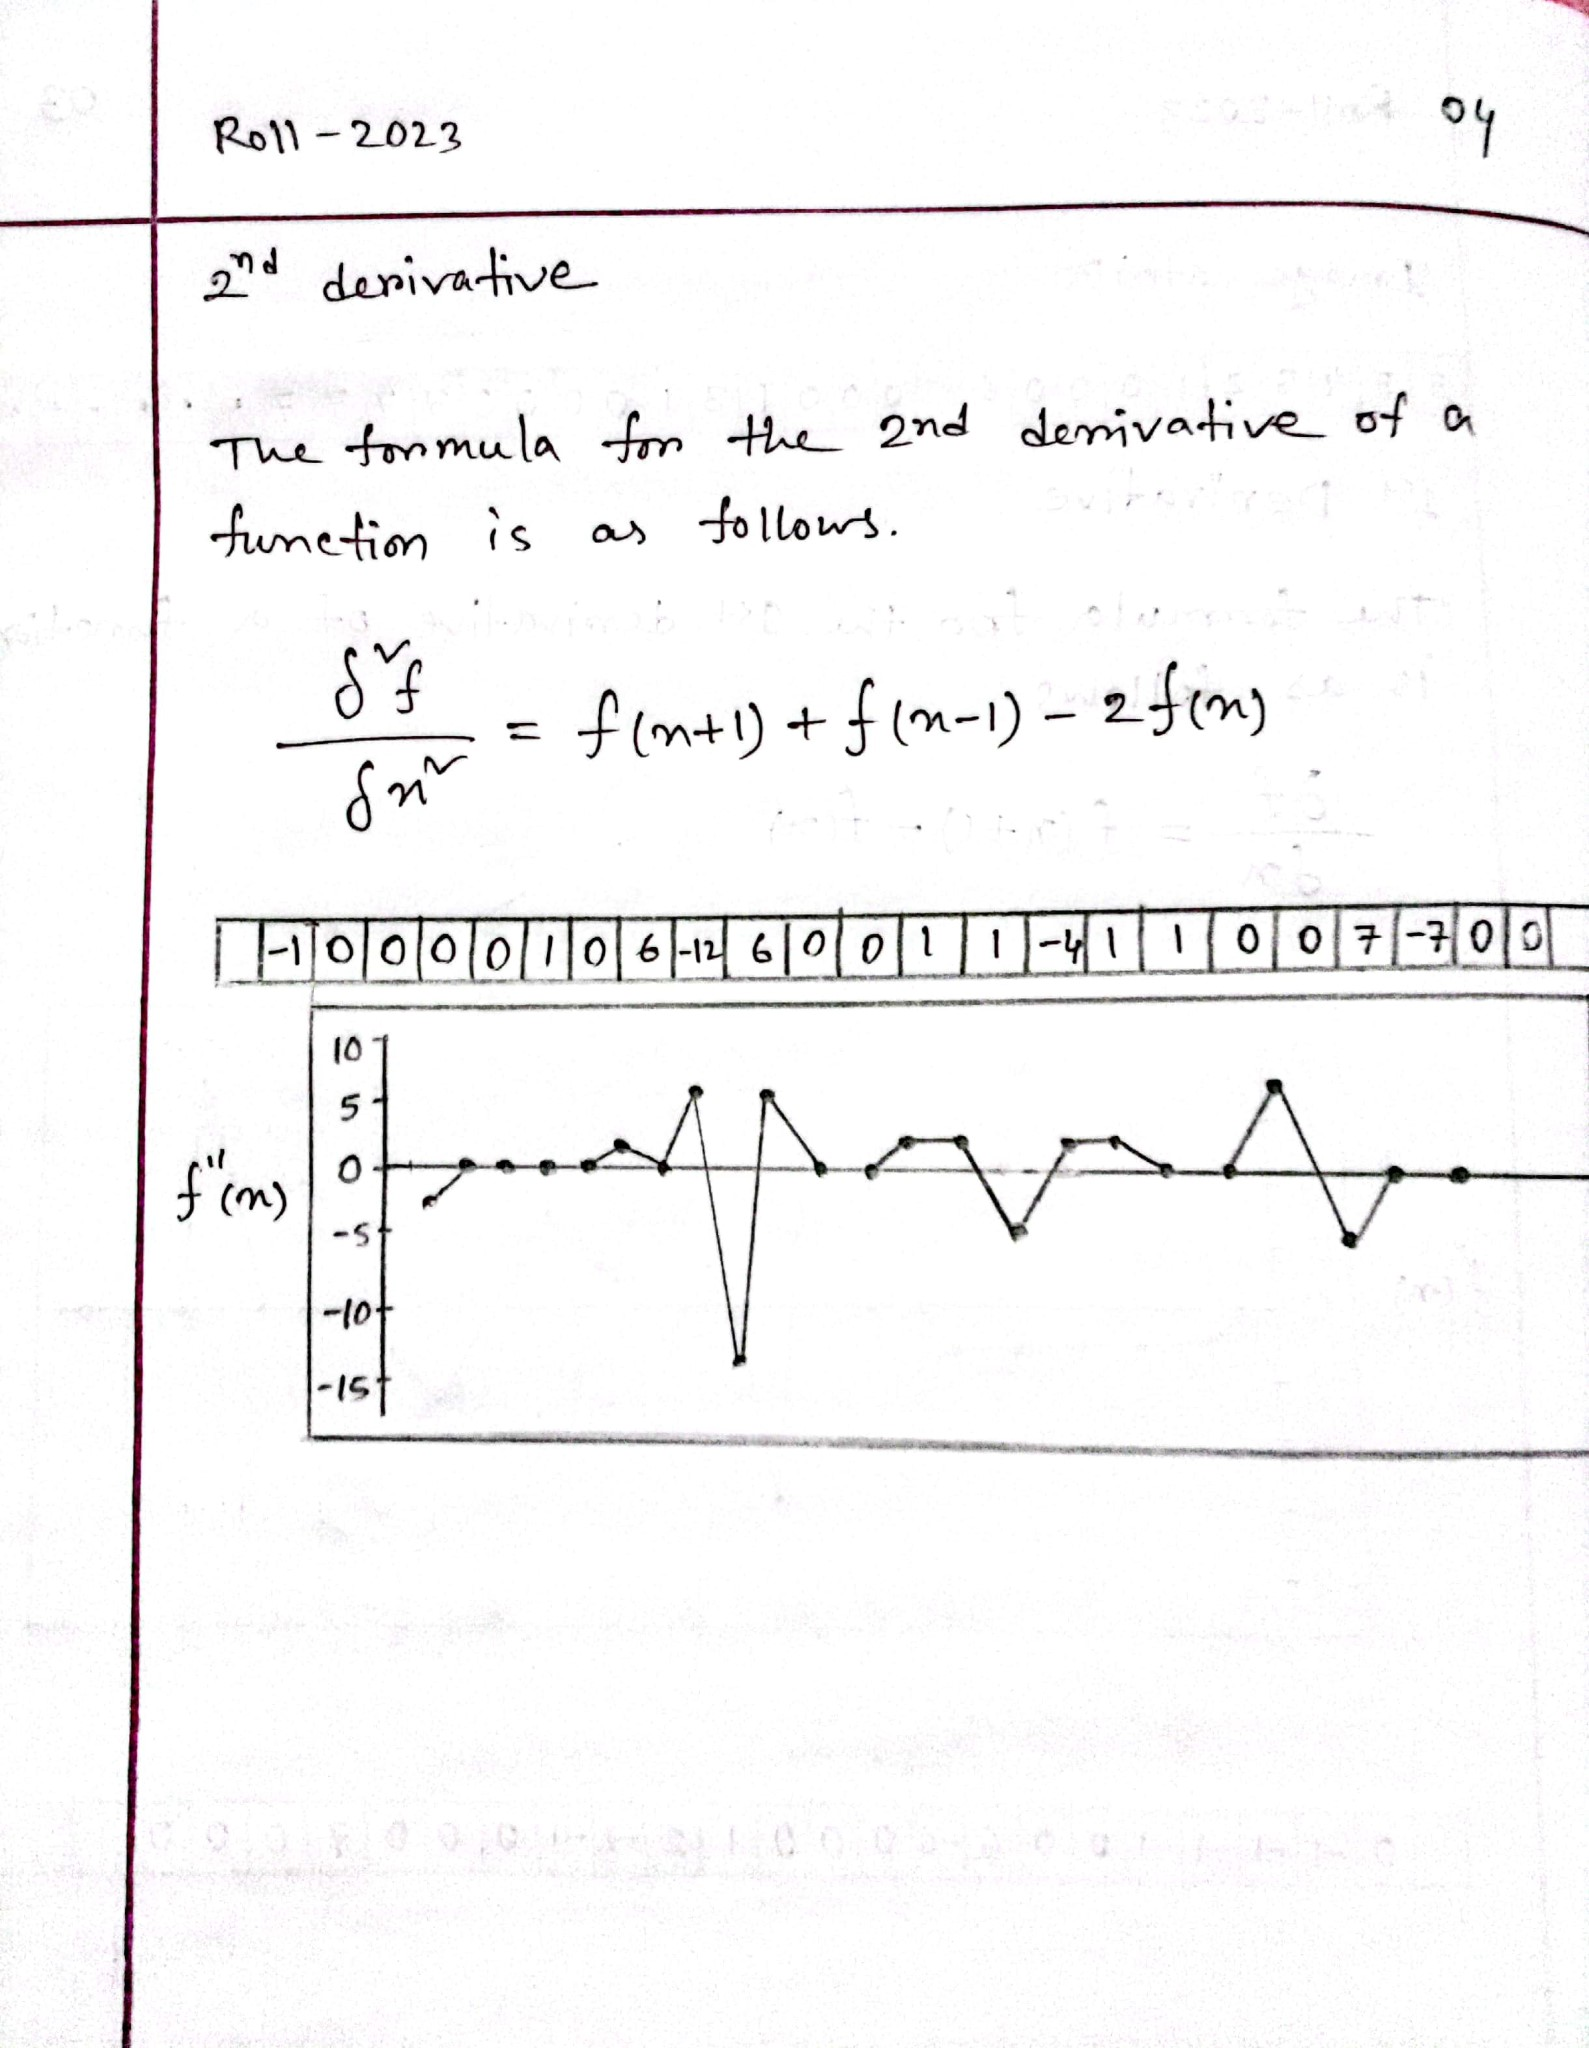 Roll - 2023
04
2nd derivative
The formula for the 2nd derivative of a
function is as follows.
δ²f
δx²
= f(x+1) + f(x-1) - 2f(x)
-1 0 0 0 0 1 0 6 -12 6 0 0 1 1 -4 1 1 0 0 7 -7 0 0
10
5
0
-5
-10
-15
f"(x)